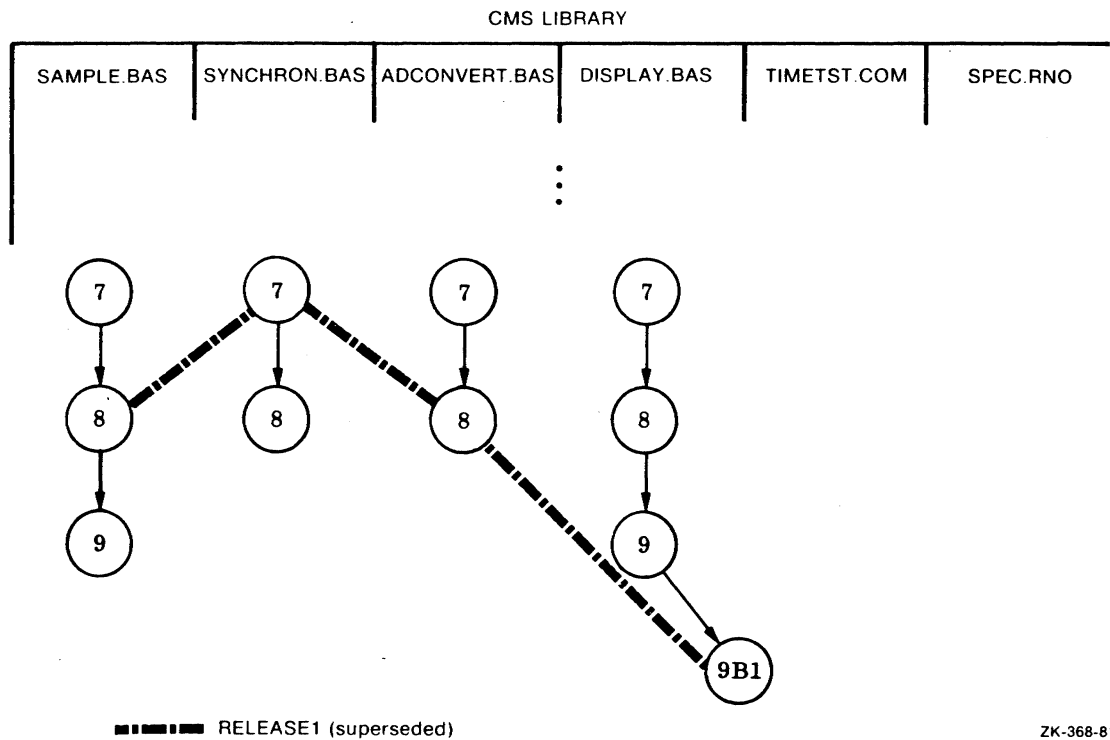 CMS LIBRARY
SAMPLE.BAS SYNCHRON.BAS ADCONVERT.BAS DISPLAY.BAS TIMETST.COM SPEC.RNO
7 7 7 7
8 8 8 8
9 9
9B1
RELEASE1 (superseded)
ZK-368-8